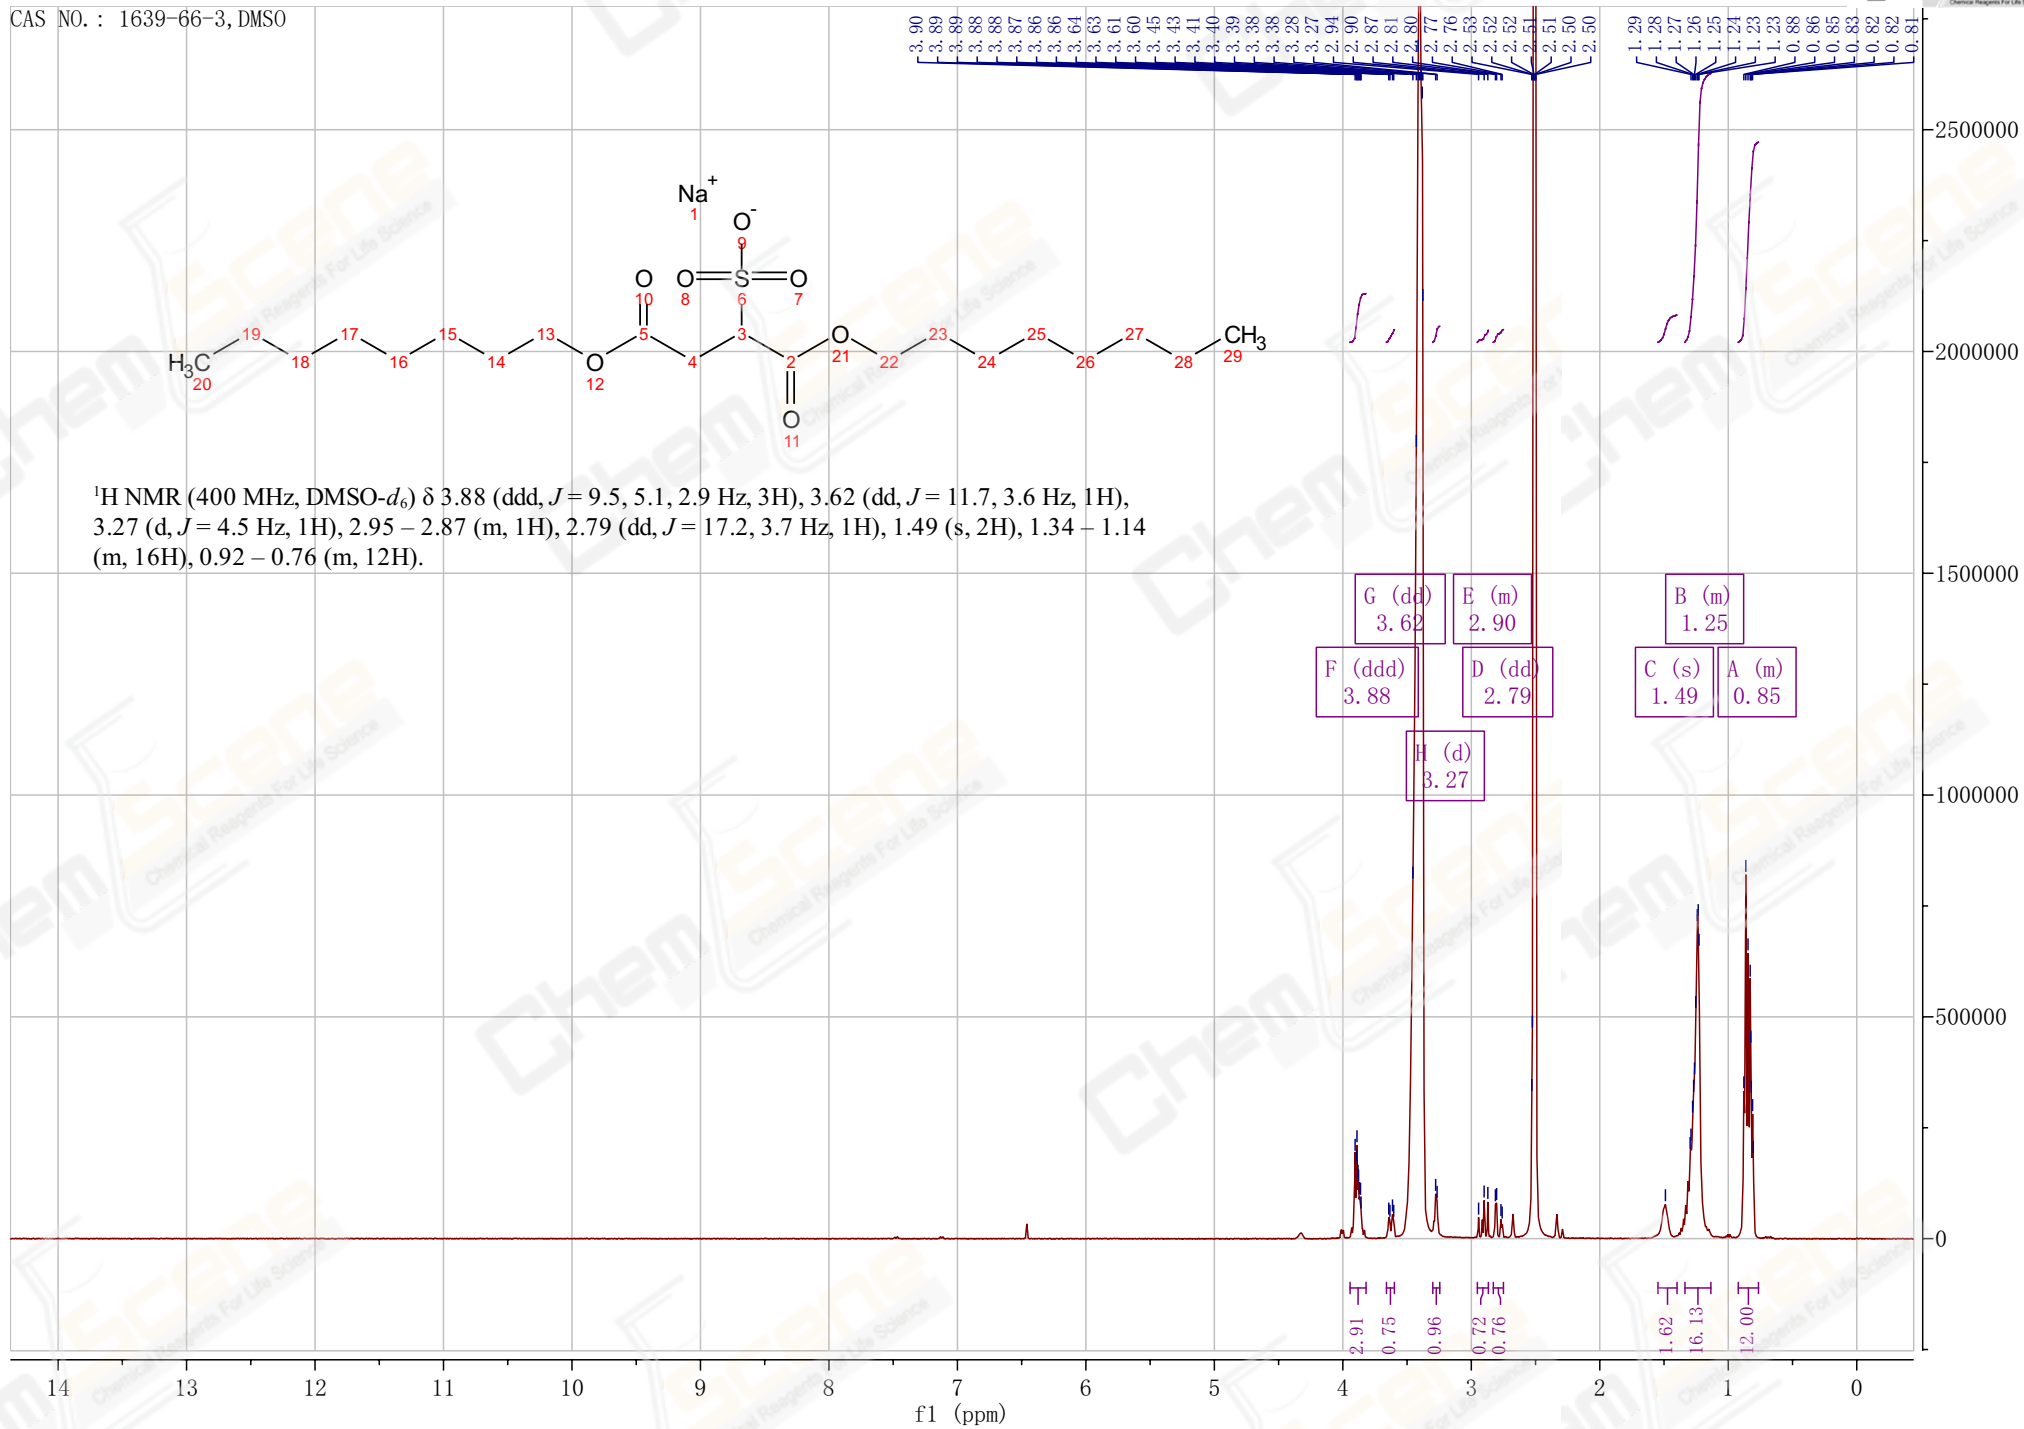 CAS NO.: 1639-66-3, DMSO
Chemical Reagents For Life
3.90 3.89 3.89 3.88 3.88 3.87 3.86 3.86 3.64 3.63 3.61 3.60 3.45 3.43 3.41 3.40 3.39 3.38 3.38 3.28 3.27 2.94 2.90 2.87 2.81 2.80 2.77 2.76 2.53 2.52 2.52 2.51 2.51 2.50 2.50
1.29 1.28 1.27 1.26 1.25 1.24 1.23 1.23 0.88 0.86 0.85 0.83 0.82 0.82 0.81
Na+
1
O-
9
O O S O
10 8 6 7
19 17 15 13 5 3 O 23 25 27 CH3
21 29
H3C 18 16 14 O 4 2 22 24 26 28
20 12
O
11
1H NMR (400 MHz, DMSO-d6) δ 3.88 (ddd, J = 9.5, 5.1, 2.9 Hz, 3H), 3.62 (dd, J = 11.7, 3.6 Hz, 1H),
3.27 (d, J = 4.5 Hz, 1H), 2.95 – 2.87 (m, 1H), 2.79 (dd, J = 17.2, 3.7 Hz, 1H), 1.49 (s, 2H), 1.34 – 1.14
(m, 16H), 0.92 – 0.76 (m, 12H).
G (dd) E (m) B (m)
3.62 2.90 1.25
F (ddd) D (dd) C (s) A (m)
3.88 2.79 1.49 0.85
H (d)
3.27
2500000
2000000
1500000
1000000
500000
0
2.91 0.75 0.96 0.72 0.76 1.62 16.13 12.00
14 13 12 11 10 9 8 7 6 5 4 3 2 1 0
f1 (ppm)
ChemScene
Chemical Reagents For Life Science